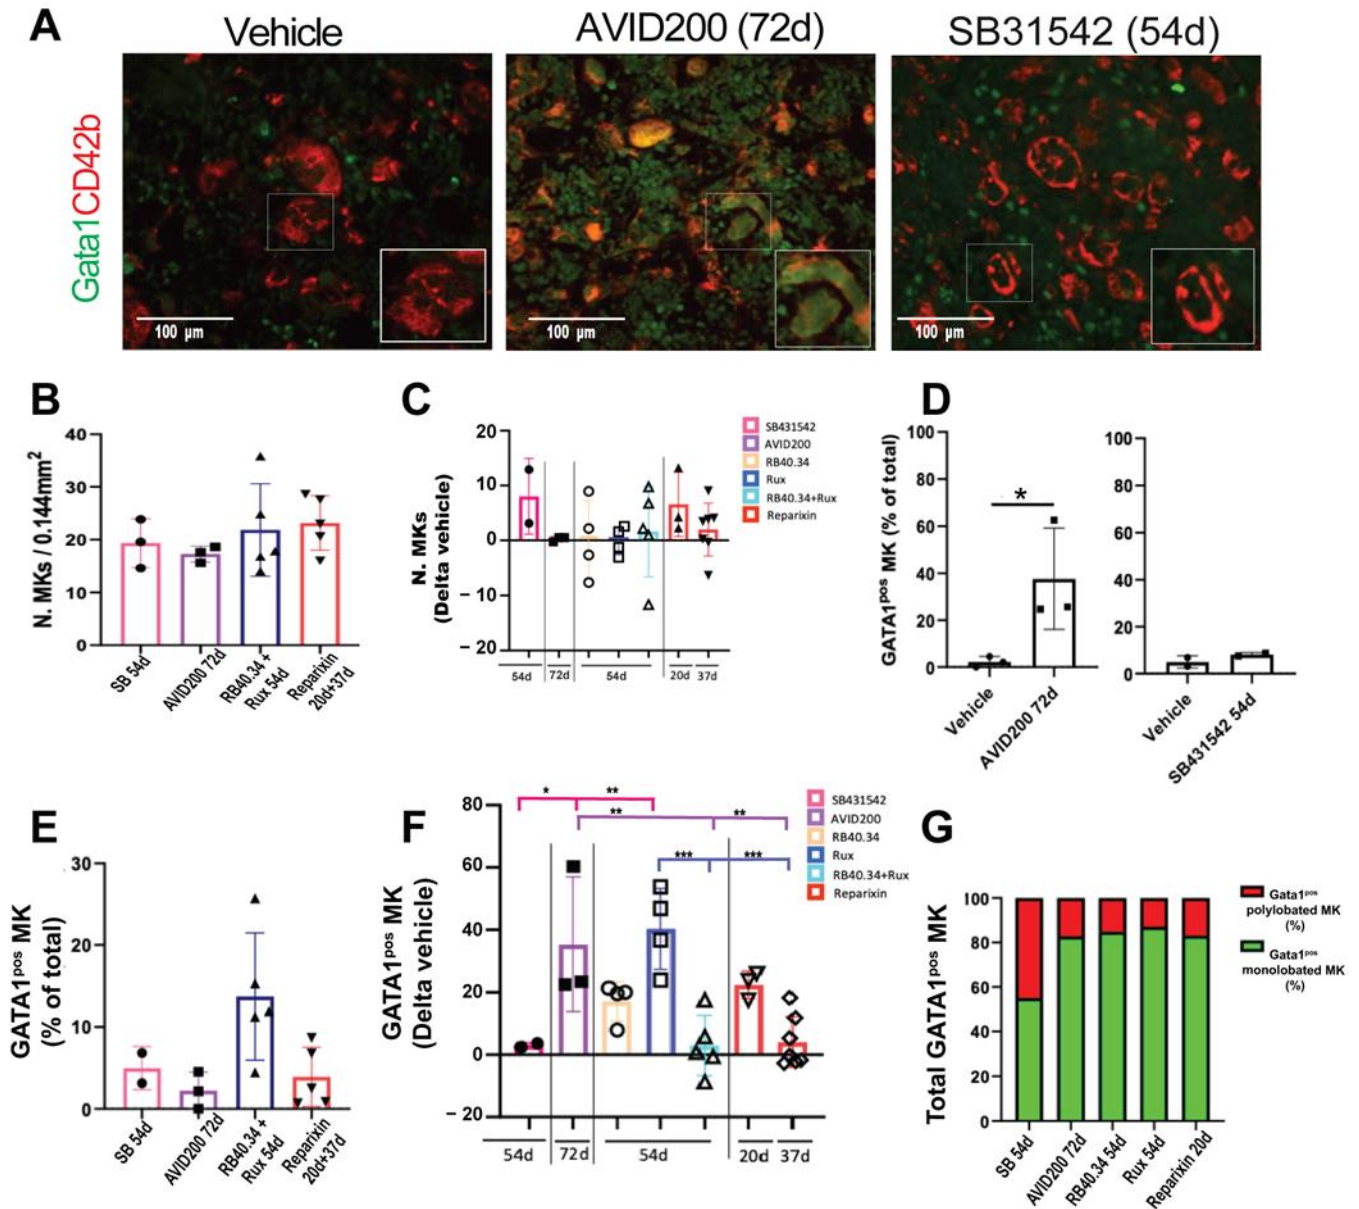 A
Vehicle
AVID200 (72d)
SB31542 (54d)
Gata1CD42b
100 µm
100 µm
100 µm
B
N. MKs / 0.144mm²
40
30
20
10
0
SB 54d
AVID200 72d
RB40.34 +
Rux 54d
Reparixin
20d+37d
C
N. MKs
(Delta vehicle)
20
10
0
– 10
– 20
54d
72d
54d
20d
37d
SB431542
AVID200
RB40.34
Rux
RB40.34+Rux
Reparixin
D
GATA1pos MK (% of total)
100
80
60
40
20
0
*
Vehicle
AVID200 72d
100
80
60
40
20
0
Vehicle
SB431542 54d
E
GATA1pos MK
(% of total)
30
20
10
0
SB 54d
AVID200 72d
RB40.34 +
Rux 54d
Reparixin
20d+37d
F
GATA1pos MK
(Delta vehicle)
80
60
40
20
0
– 20
*
**
**
**
***
***
54d
72d
54d
20d
37d
SB431542
AVID200
RB40.34
Rux
RB40.34+Rux
Reparixin
G
Total GATA1pos MK
100
80
60
40
20
0
SB 54d
AVID200 72d
RB40.34 54d
Rux 54d
Reparixin 20d
Gata1pos
polylobated MK
(%)
Gata1pos
monolobated MK
(%)